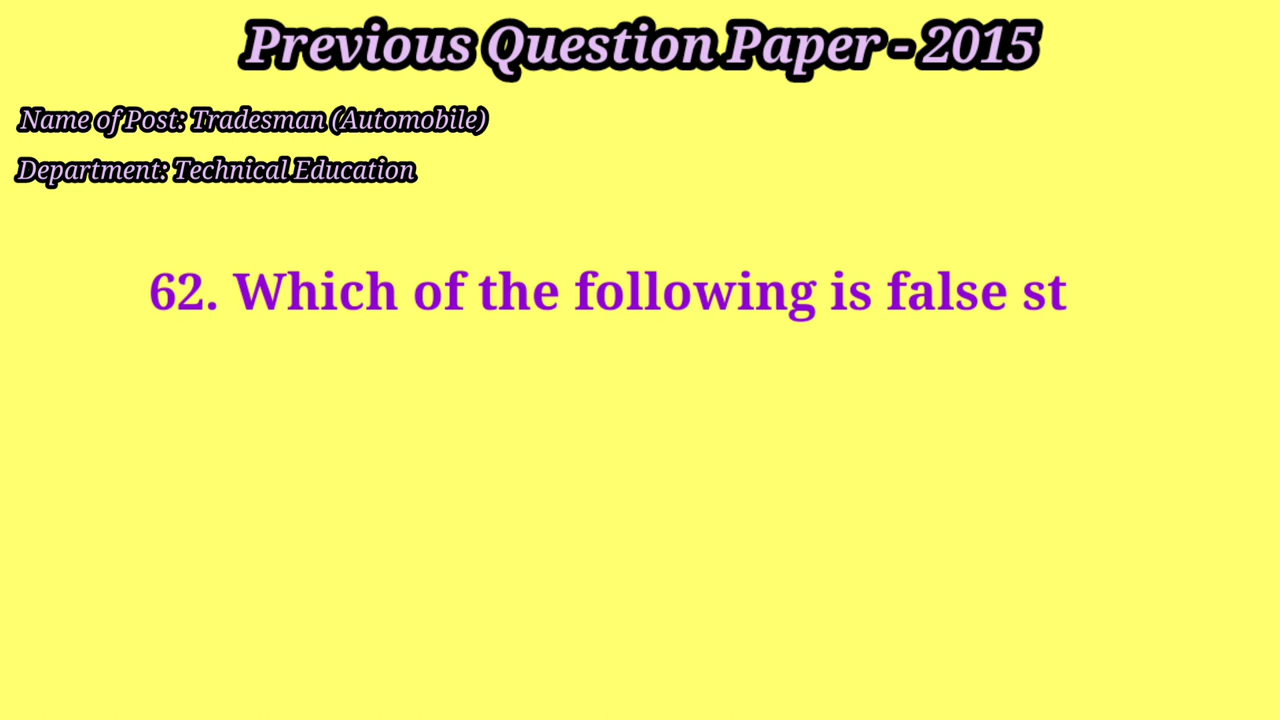 Previous Question Paper - 2015
Name of Post: Tradesman (Automobile)
Department: Technical Education
62. Which of the following is false st